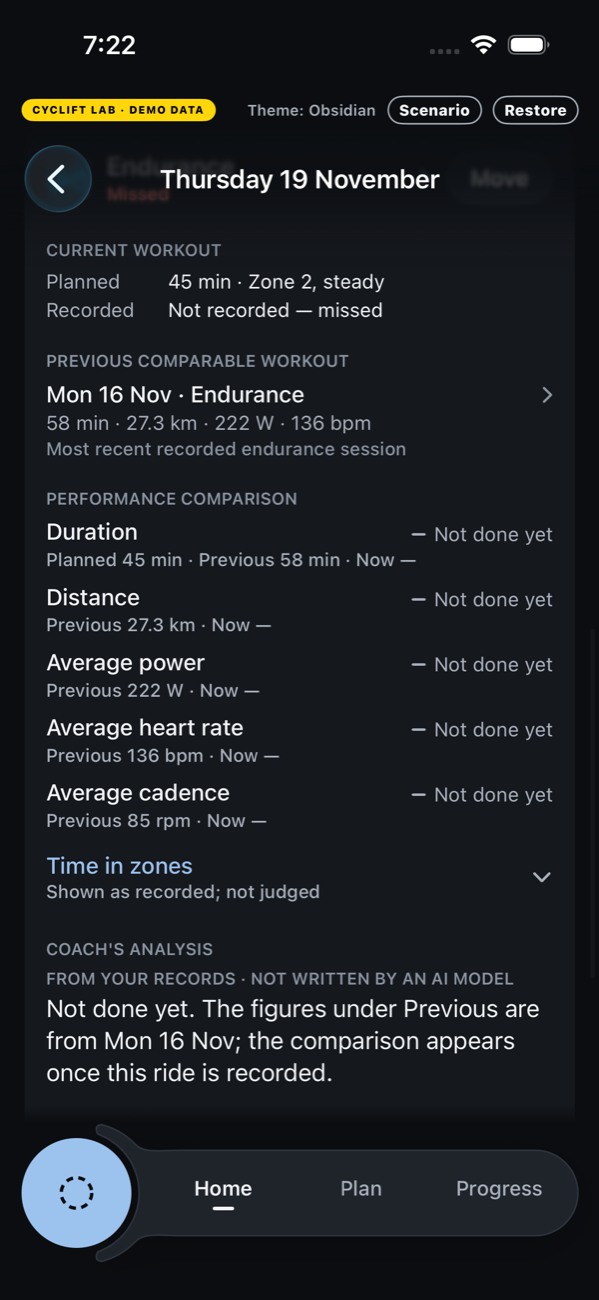 7:22
CYCLIFT LAB · DEMO DATA
Theme: Obsidian
Scenario
Restore
Endurance
Missed
Thursday 19 November
Move
CURRENT WORKOUT
Planned 45 min · Zone 2, steady
Recorded Not recorded — missed
PREVIOUS COMPARABLE WORKOUT
Mon 16 Nov · Endurance
58 min · 27.3 km · 222 W · 136 bpm
Most recent recorded endurance session
PERFORMANCE COMPARISON
Duration — Not done yet
Planned 45 min · Previous 58 min · Now —
Distance — Not done yet
Previous 27.3 km · Now —
Average power — Not done yet
Previous 222 W · Now —
Average heart rate — Not done yet
Previous 136 bpm · Now —
Average cadence — Not done yet
Previous 85 rpm · Now —
Time in zones
Shown as recorded; not judged
COACH'S ANALYSIS
FROM YOUR RECORDS · NOT WRITTEN BY AN AI MODEL
Not done yet. The figures under Previous are
from Mon 16 Nov; the comparison appears
once this ride is recorded.
Home
Plan
Progress